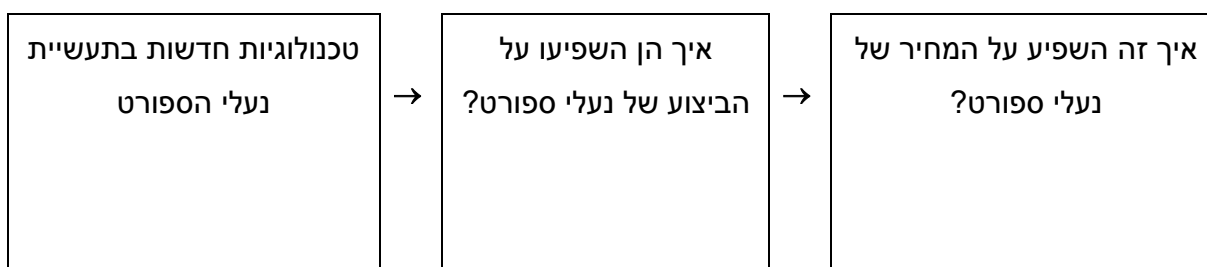 טכנולוגיות חדשות בתעשיית
נעלי הספורט
→
איך הן השפיעו על
הביצוע של נעלי ספורט?
→
איך זה השפיע על המחיר של
נעלי ספורט?